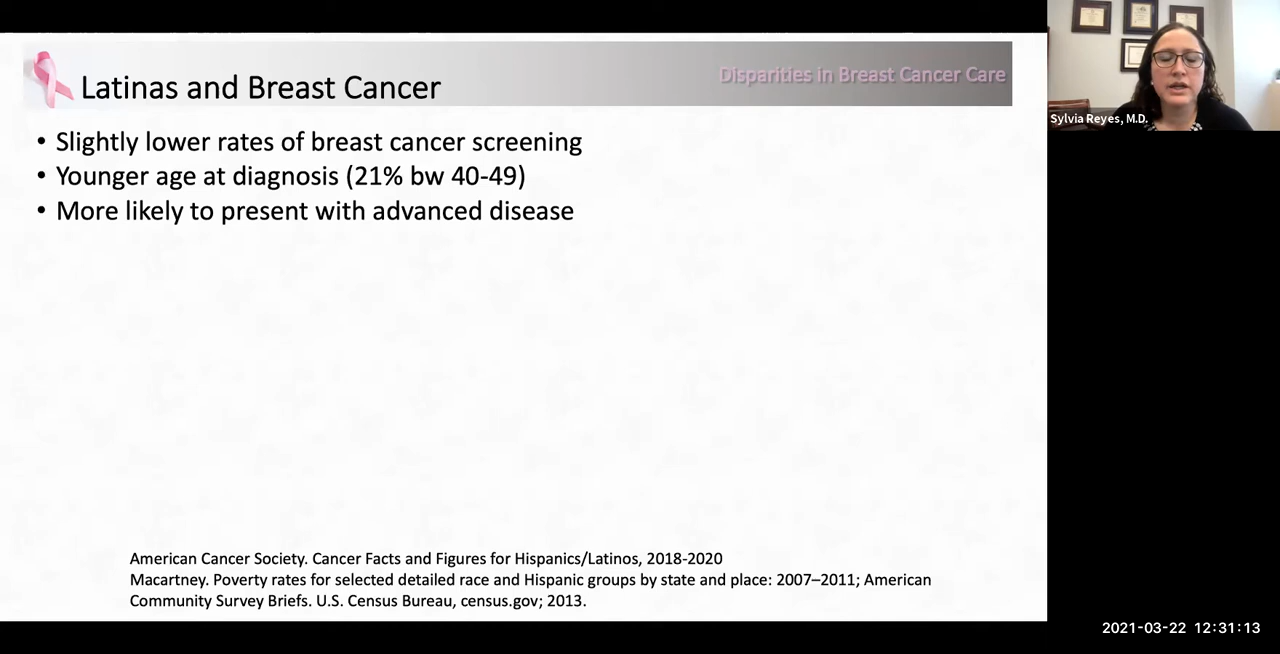 Latinas and Breast Cancer
Disparities in Breast Cancer Care
• Slightly lower rates of breast cancer screening
• Younger age at diagnosis (21% bw 40-49)
• More likely to present with advanced disease
American Cancer Society. Cancer Facts and Figures for Hispanics/Latinos, 2018-2020
Macartney. Poverty rates for selected detailed race and Hispanic groups by state and place: 2007–2011; American
Community Survey Briefs. U.S. Census Bureau, census.gov; 2013.
Sylvia Reyes, M.D.
2021-03-22 12:31:13